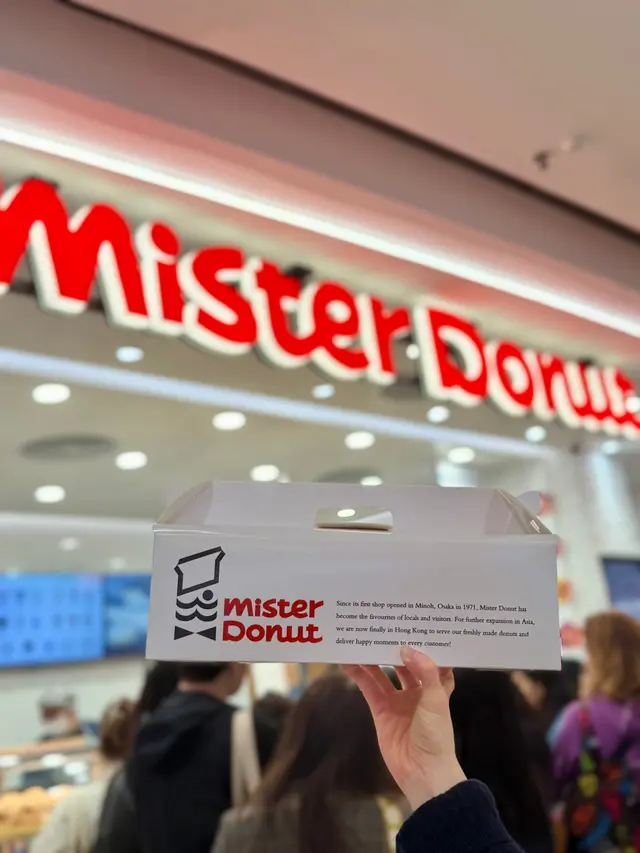 Mister Donut
mister
Donut
Since its first shop opened in Minoh, Osaka in 1971, Mister Donut has
become the favourites of locals and visitors. For further expansion in Asia,
we are now finally in Hong Kong to serve our freshly made donuts and
deliver happy moments to every customer!